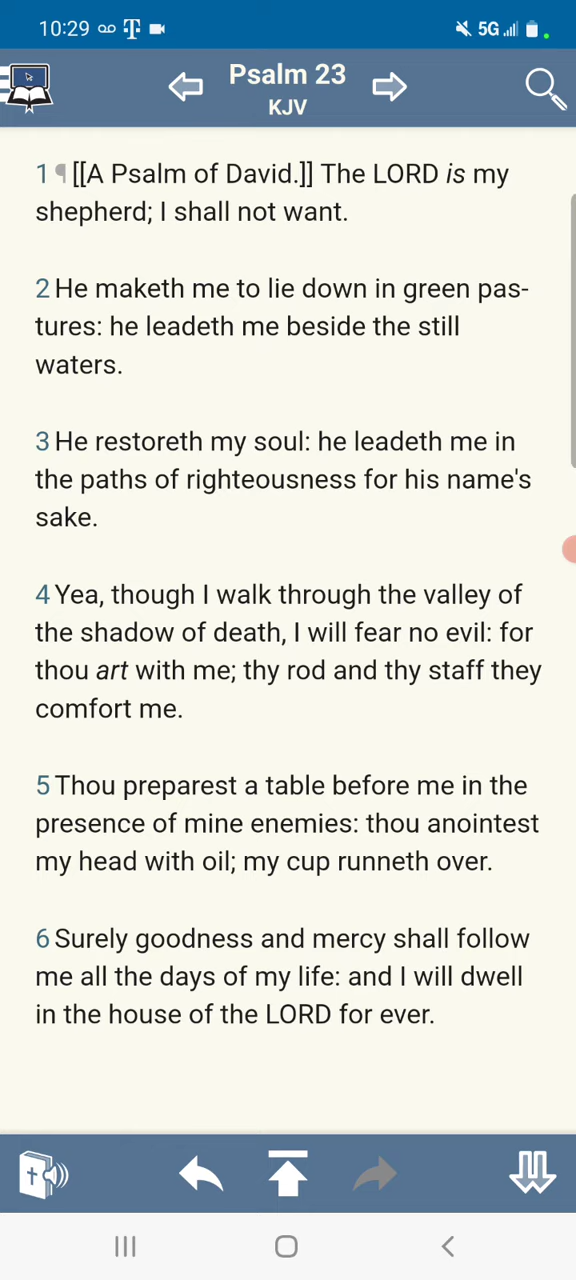 10:29
5G
Psalm 23
KJV
1 ¶ [[A Psalm of David.]] The LORD is my
shepherd; I shall not want.
2 He maketh me to lie down in green pas-
tures: he leadeth me beside the still
waters.
3 He restoreth my soul: he leadeth me in
the paths of righteousness for his name's
sake.
4 Yea, though I walk through the valley of
the shadow of death, I will fear no evil: for
thou art with me; thy rod and thy staff they
comfort me.
5 Thou preparest a table before me in the
presence of mine enemies: thou anointest
my head with oil; my cup runneth over.
6 Surely goodness and mercy shall follow
me all the days of my life: and I will dwell
in the house of the LORD for ever.